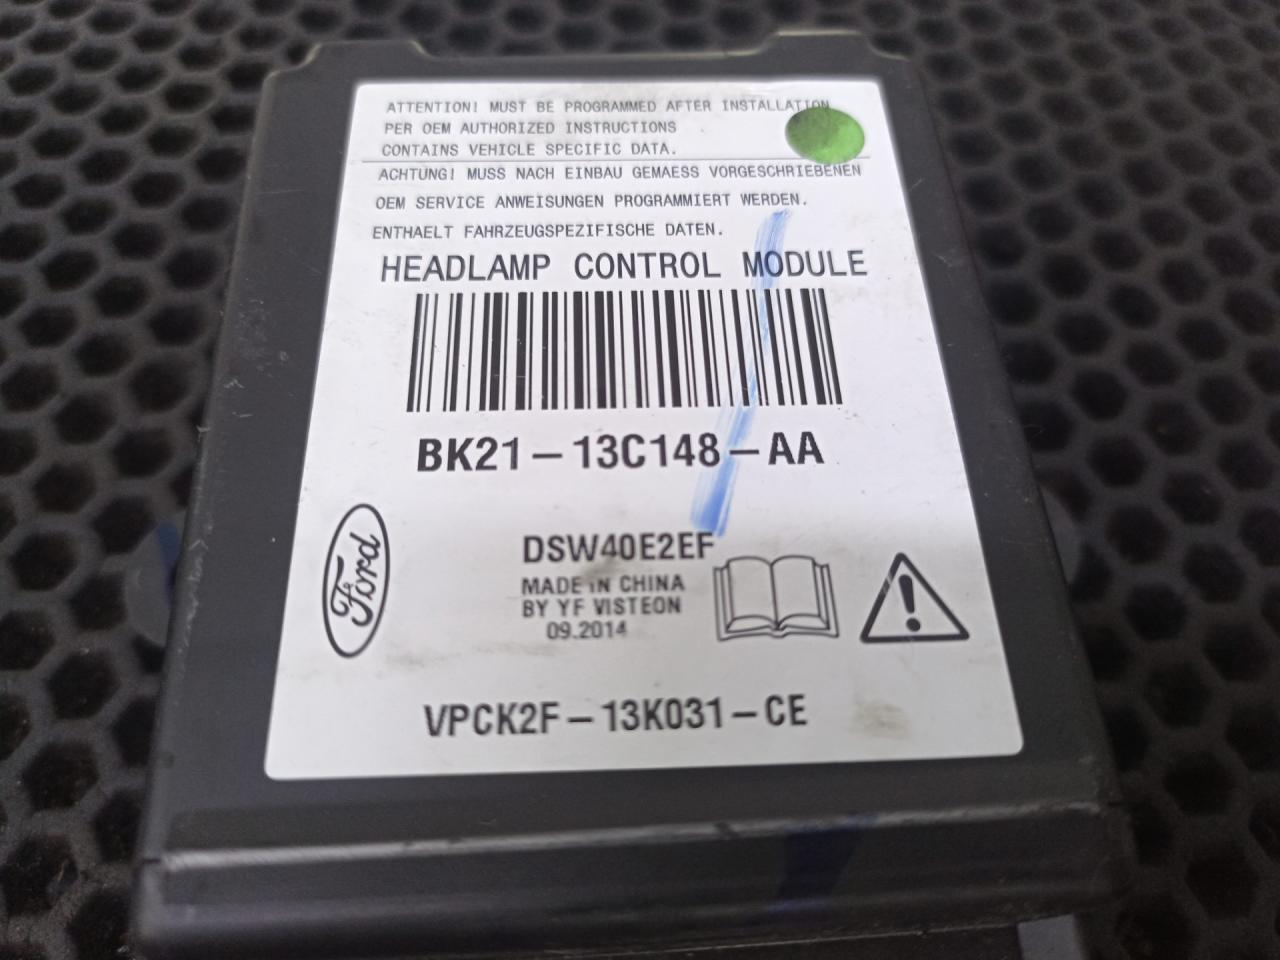 ATTENTION! MUST BE PROGRAMMED AFTER INSTALLATION
PER OEM AUTHORIZED INSTRUCTIONS
CONTAINS VEHICLE SPECIFIC DATA.
ACHTUNG! MUSS NACH EINBAU GEMAESS VORGESCHRIEBENEN
OEM SERVICE ANWEISUNGEN PROGRAMMIERT WERDEN.
ENTHAELT FAHRZEUGSPEZIFISCHE DATEN.
HEADLAMP CONTROL MODULE
BK21-13C148-AA
Ford
DSW40E2EF
MADE IN CHINA
BY YF VISTEON
09.2014
VPCK2F-13K031-CE